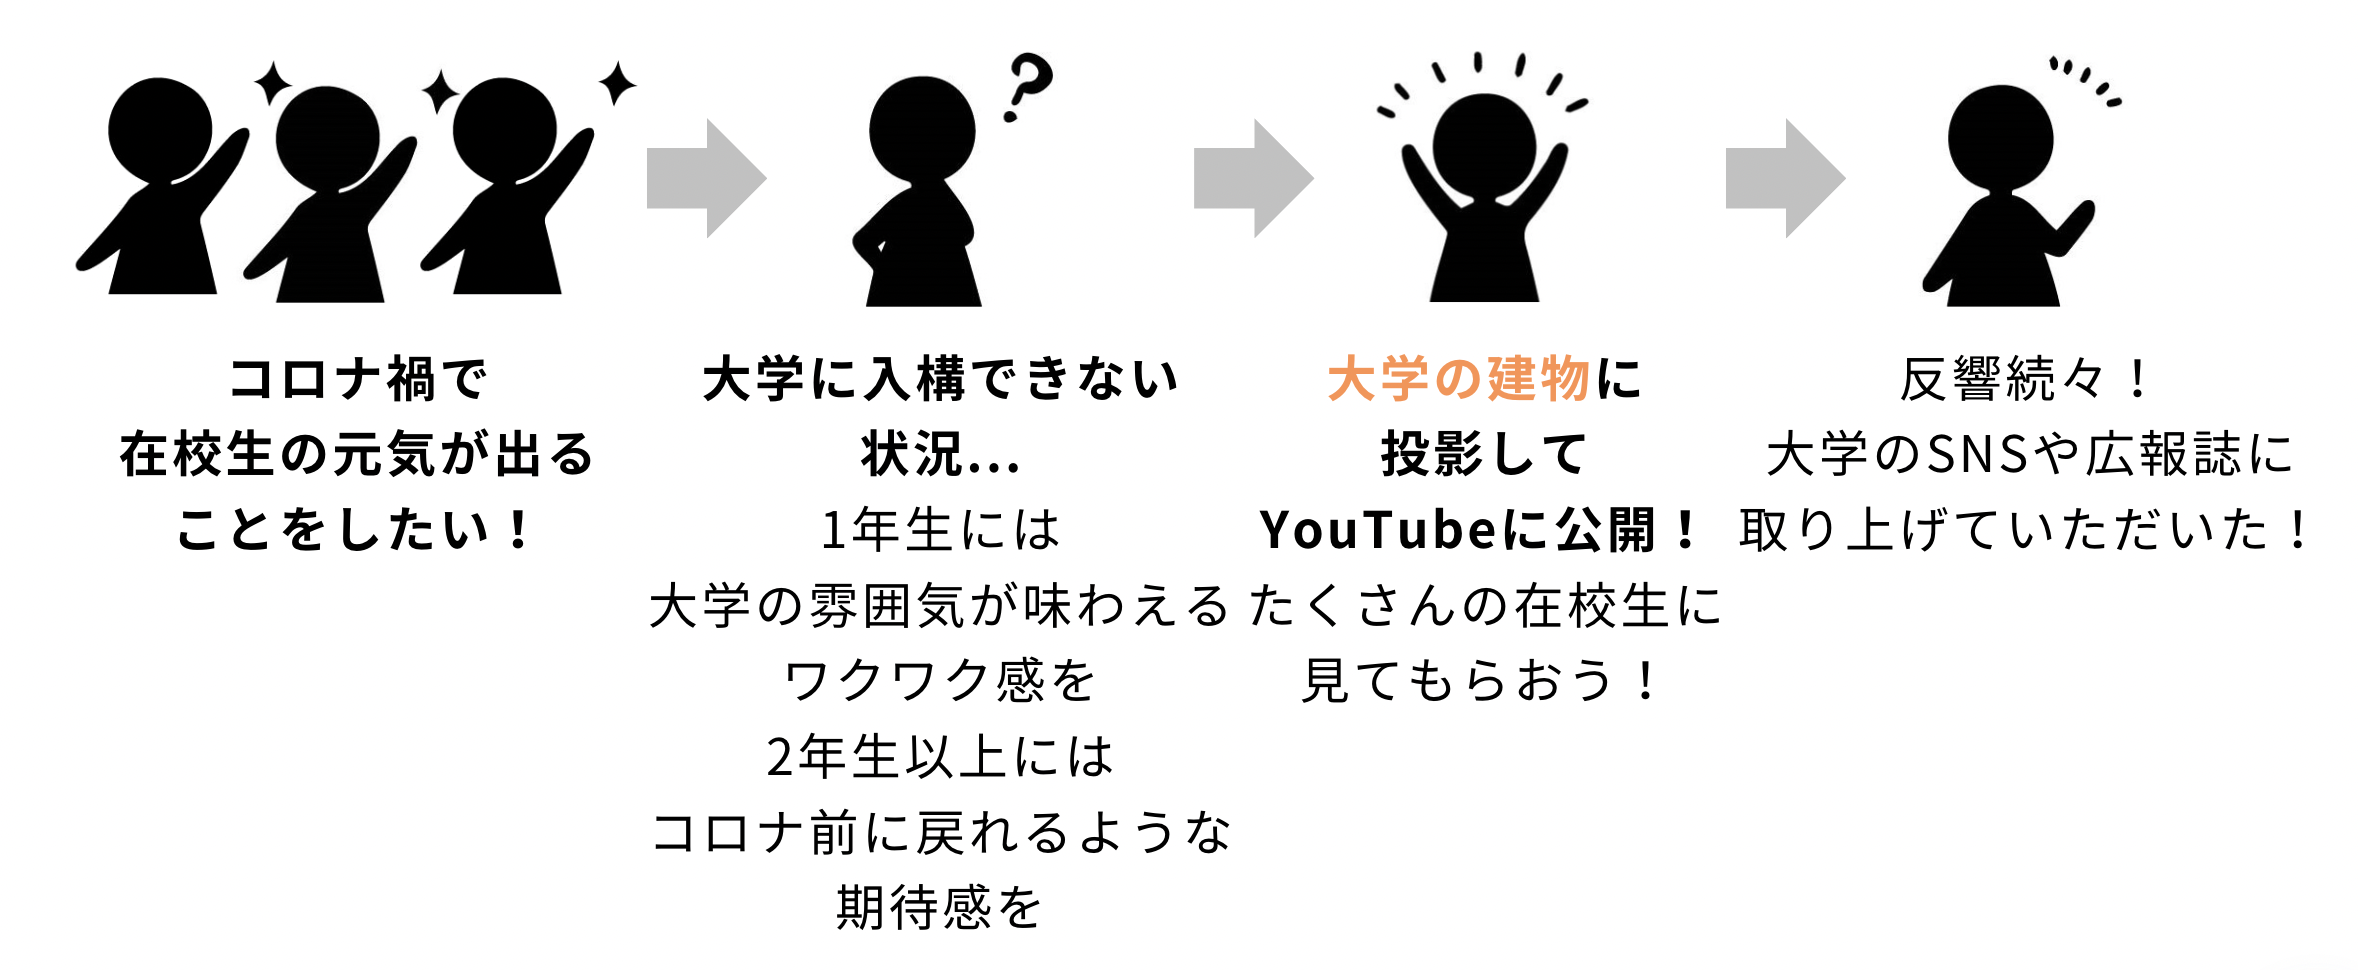 コロナ禍で
在校生の元気が出る
ことをしたい！
大学に入構できない
状況...
1年生には
大学の雰囲気が味わえる
ワクワク感を
2年生以上には
コロナ前に戻れるような
期待感を
大学の建物に
投影して
YouTubeに公開！
たくさんの在校生に
見てもらおう！
反響続々！
大学のSNSや広報誌に
取り上げていただいた！